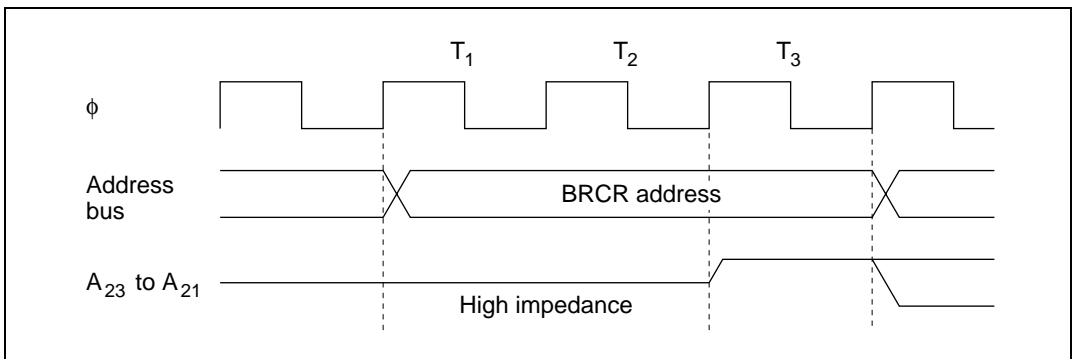 T1 T2 T3
φ
Address
bus
BRCR address
A23 to A21
High impedance